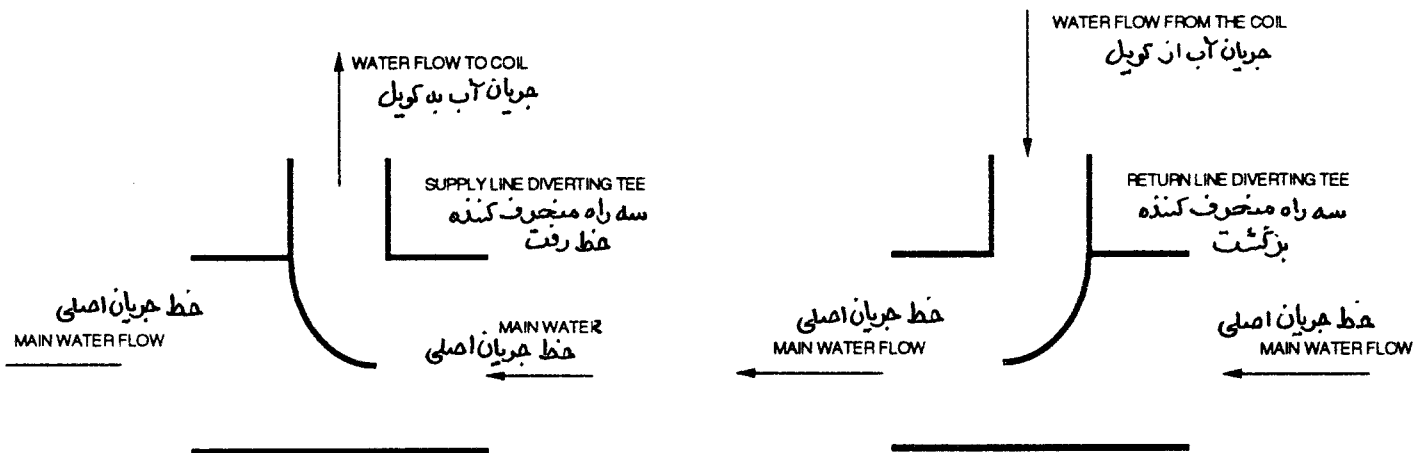 WATER FLOW TO COIL
جریان آب به کویل
SUPPLY LINE DIVERTING TEE
سه راه منحرف کننده
خط رفت
خط جریان اصلی
MAIN WATER FLOW
MAIN WATER
خط جریان اصلی
WATER FLOW FROM THE COIL
جریان آب از کویل
RETURN LINE DIVERTING TEE
سه راه منحرف کننده
برگشت
خط جریان اصلی
MAIN WATER FLOW
خط جریان اصلی
MAIN WATER FLOW